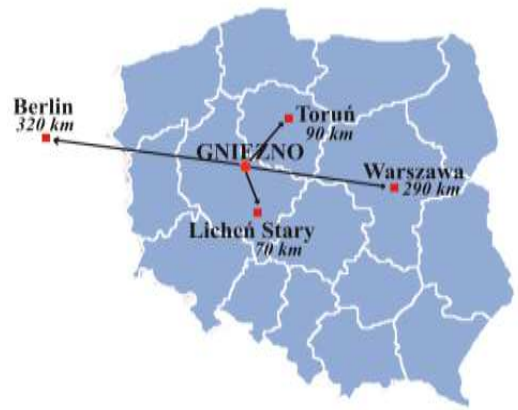 Berlin
320 km
Toruń
90 km
GNIEZNO
Warszawa
290 km
Licheń Stary
70 km